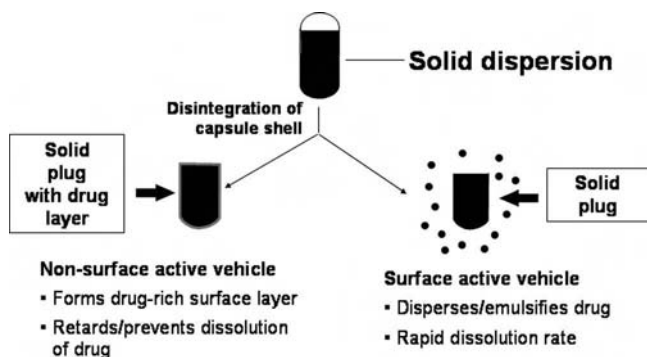 Solid dispersion
Disintegration of
capsule shell
Solid
plug
with drug
layer
Solid
plug
Non-surface active vehicle
▪ Forms drug-rich surface layer
▪ Retards/prevents dissolution
of drug
Surface active vehicle
▪ Disperses/emulsifies drug
▪ Rapid dissolution rate